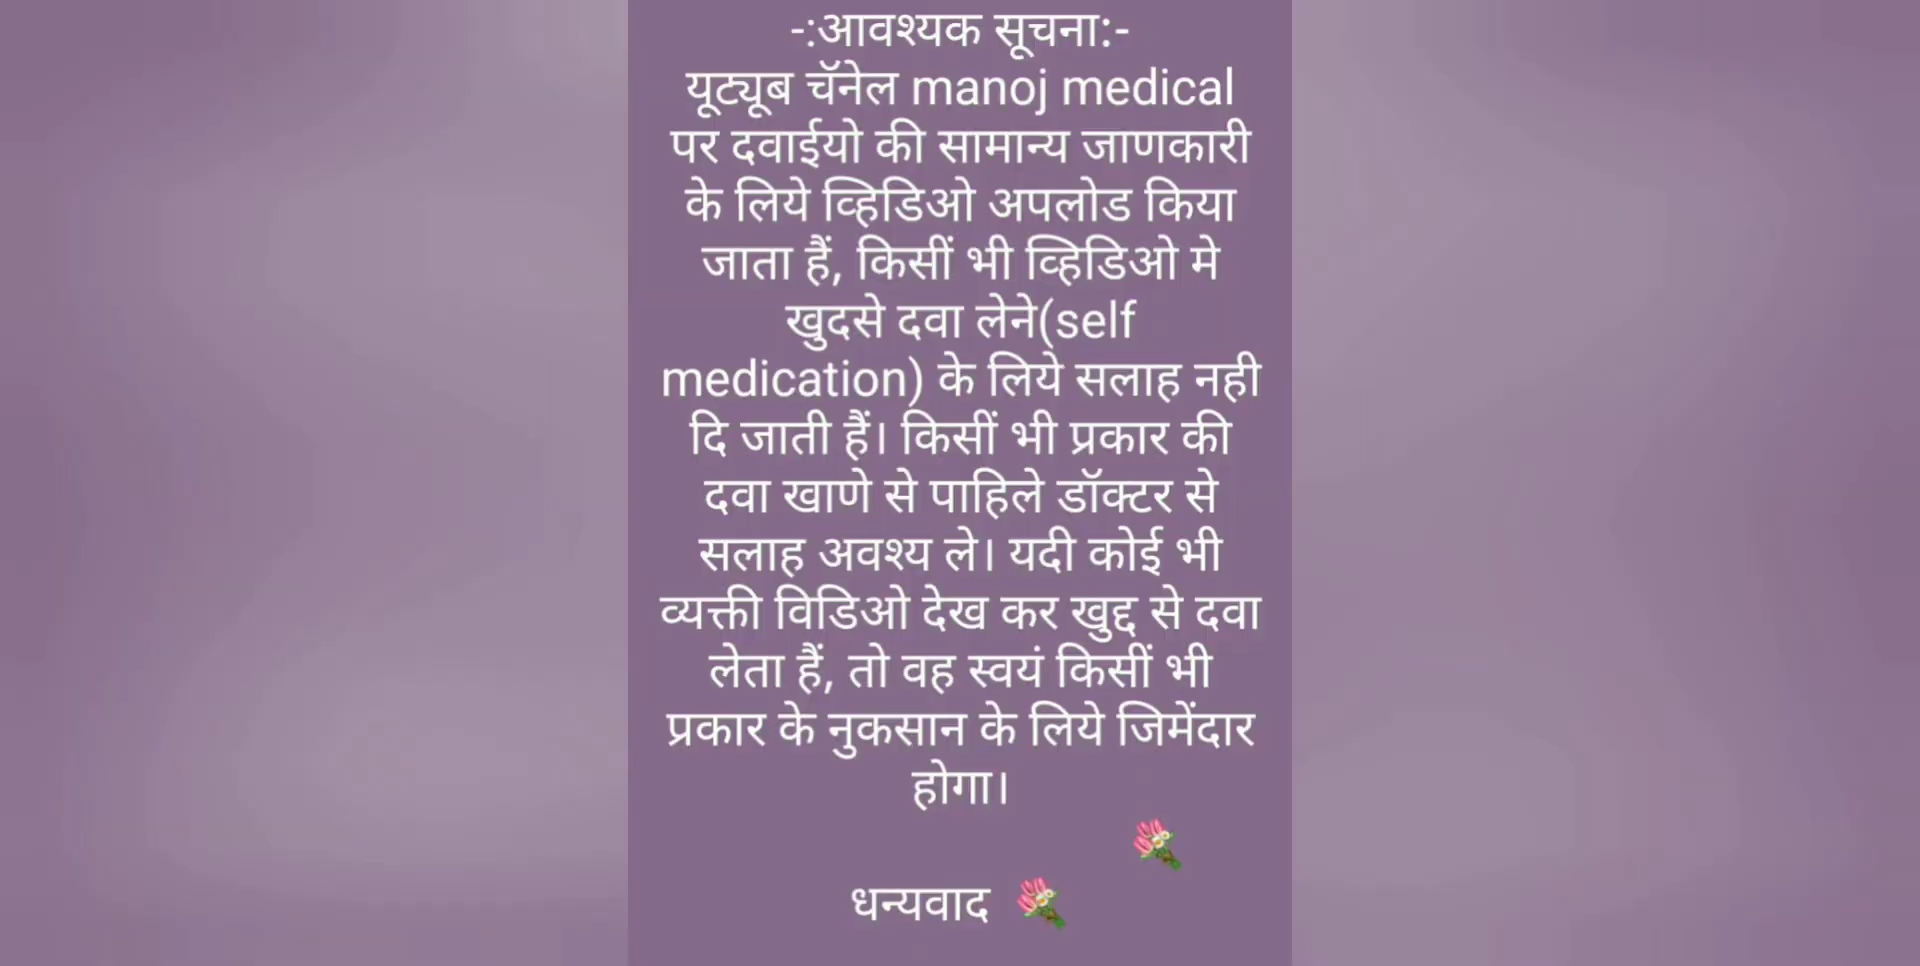 -:आवश्यक सूचना:-
यूट्यूब चॅनेल manoj medical
पर दवाईयो की सामान्य जाणकारी
के लिये व्हिडिओ अपलोड किया
जाता हैं, किसीं भी व्हिडिओ मे
खुदसे दवा लेने(self
medication) के लिये सलाह नही
दि जाती हैं। किसीं भी प्रकार की
दवा खाणे से पाहिले डॉक्टर से
सलाह अवश्य ले। यदी कोई भी
व्यक्ती विडिओ देख कर खुद्द से दवा
लेता हैं, तो वह स्वयं किसीं भी
प्रकार के नुकसान के लिये जिमेंदार
होगा।
धन्यवाद